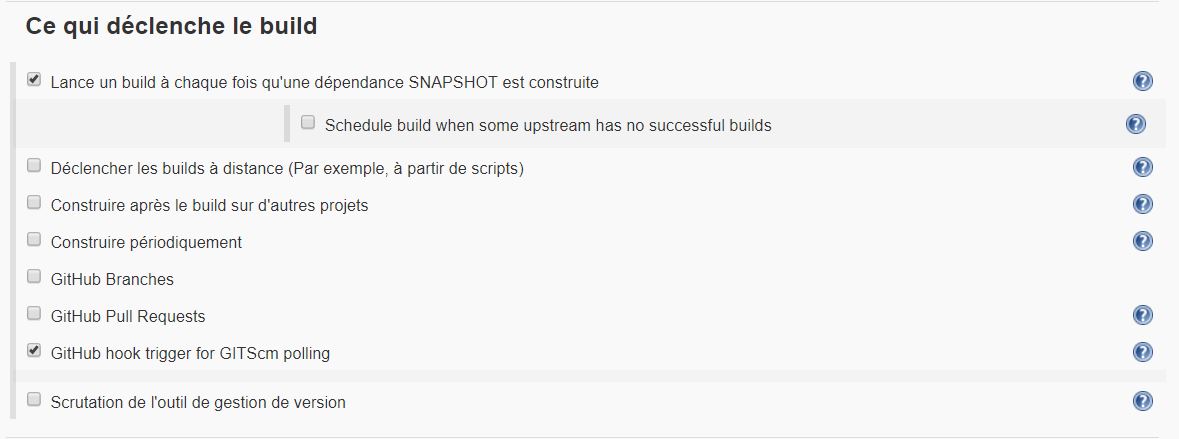 Ce qui déclenche le build
Lance un build à chaque fois qu'une dépendance SNAPSHOT est construite
Schedule build when some upstream has no successful builds
Déclencher les builds à distance (Par exemple, à partir de scripts)
Construire après le build sur d'autres projets
Construire périodiquement
GitHub Branches
GitHub Pull Requests
GitHub hook trigger for GITScm polling
Scrutation de l'outil de gestion de version